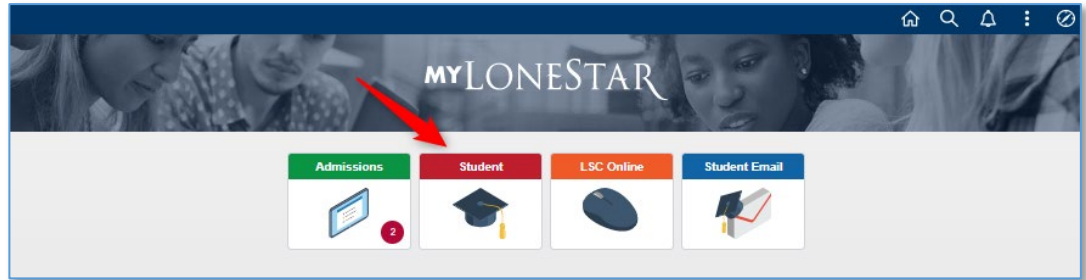 MYLONESTAR
Admissions
Student
LSC Online
Student Email
2